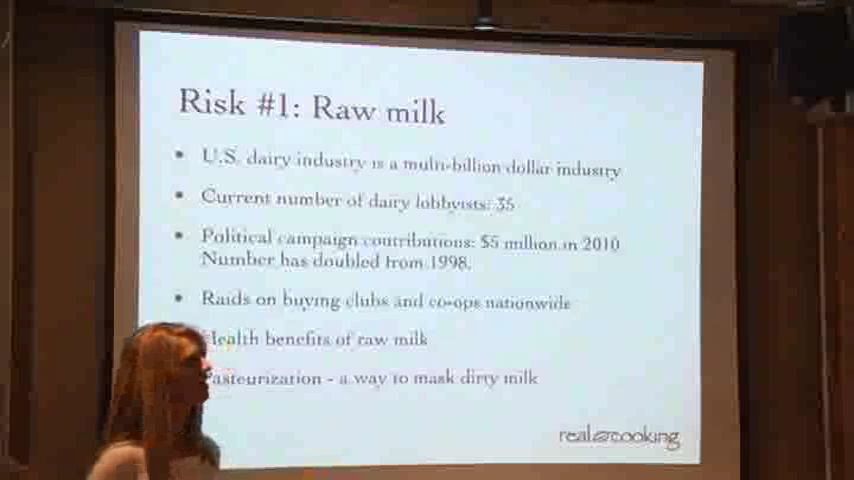 Risk #1: Raw milk
• U.S. dairy industry is a multi-billion dollar industry
• Current number of dairy lobbyists: 35
• Political campaign contributions: $5 million in 2010
Number has doubled from 1998.
• Raids on buying clubs and co-ops nationwide
Health benefits of raw milk
Pasteurization - a way to mask dirty milk
real cooking